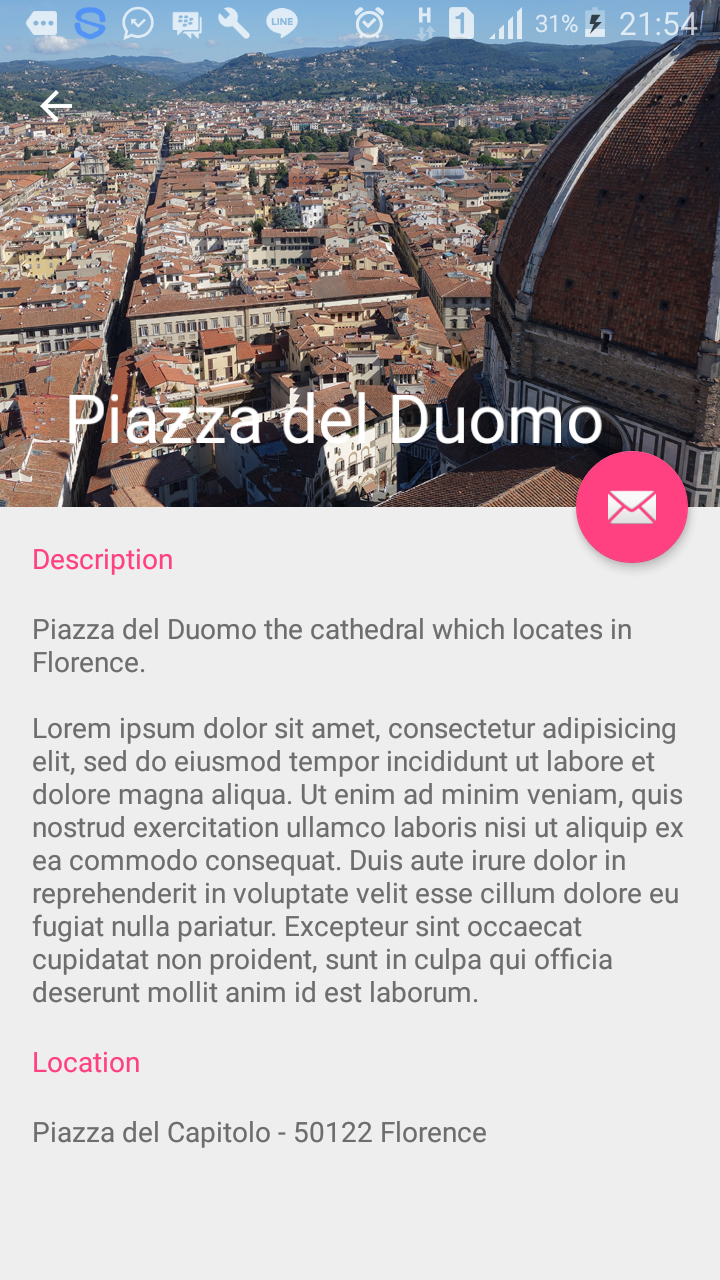 LINE
H
1
31%
21:54
Piazza del Duomo
Description
Piazza del Duomo the cathedral which locates in
Florence.
Lorem ipsum dolor sit amet, consectetur adipisicing
elit, sed do eiusmod tempor incididunt ut labore et
dolore magna aliqua. Ut enim ad minim veniam, quis
nostrud exercitation ullamco laboris nisi ut aliquip ex
ea commodo consequat. Duis aute irure dolor in
reprehenderit in voluptate velit esse cillum dolore eu
fugiat nulla pariatur. Excepteur sint occaecat
cupidatat non proident, sunt in culpa qui officia
deserunt mollit anim id est laborum.
Location
Piazza del Capitolo - 50122 Florence